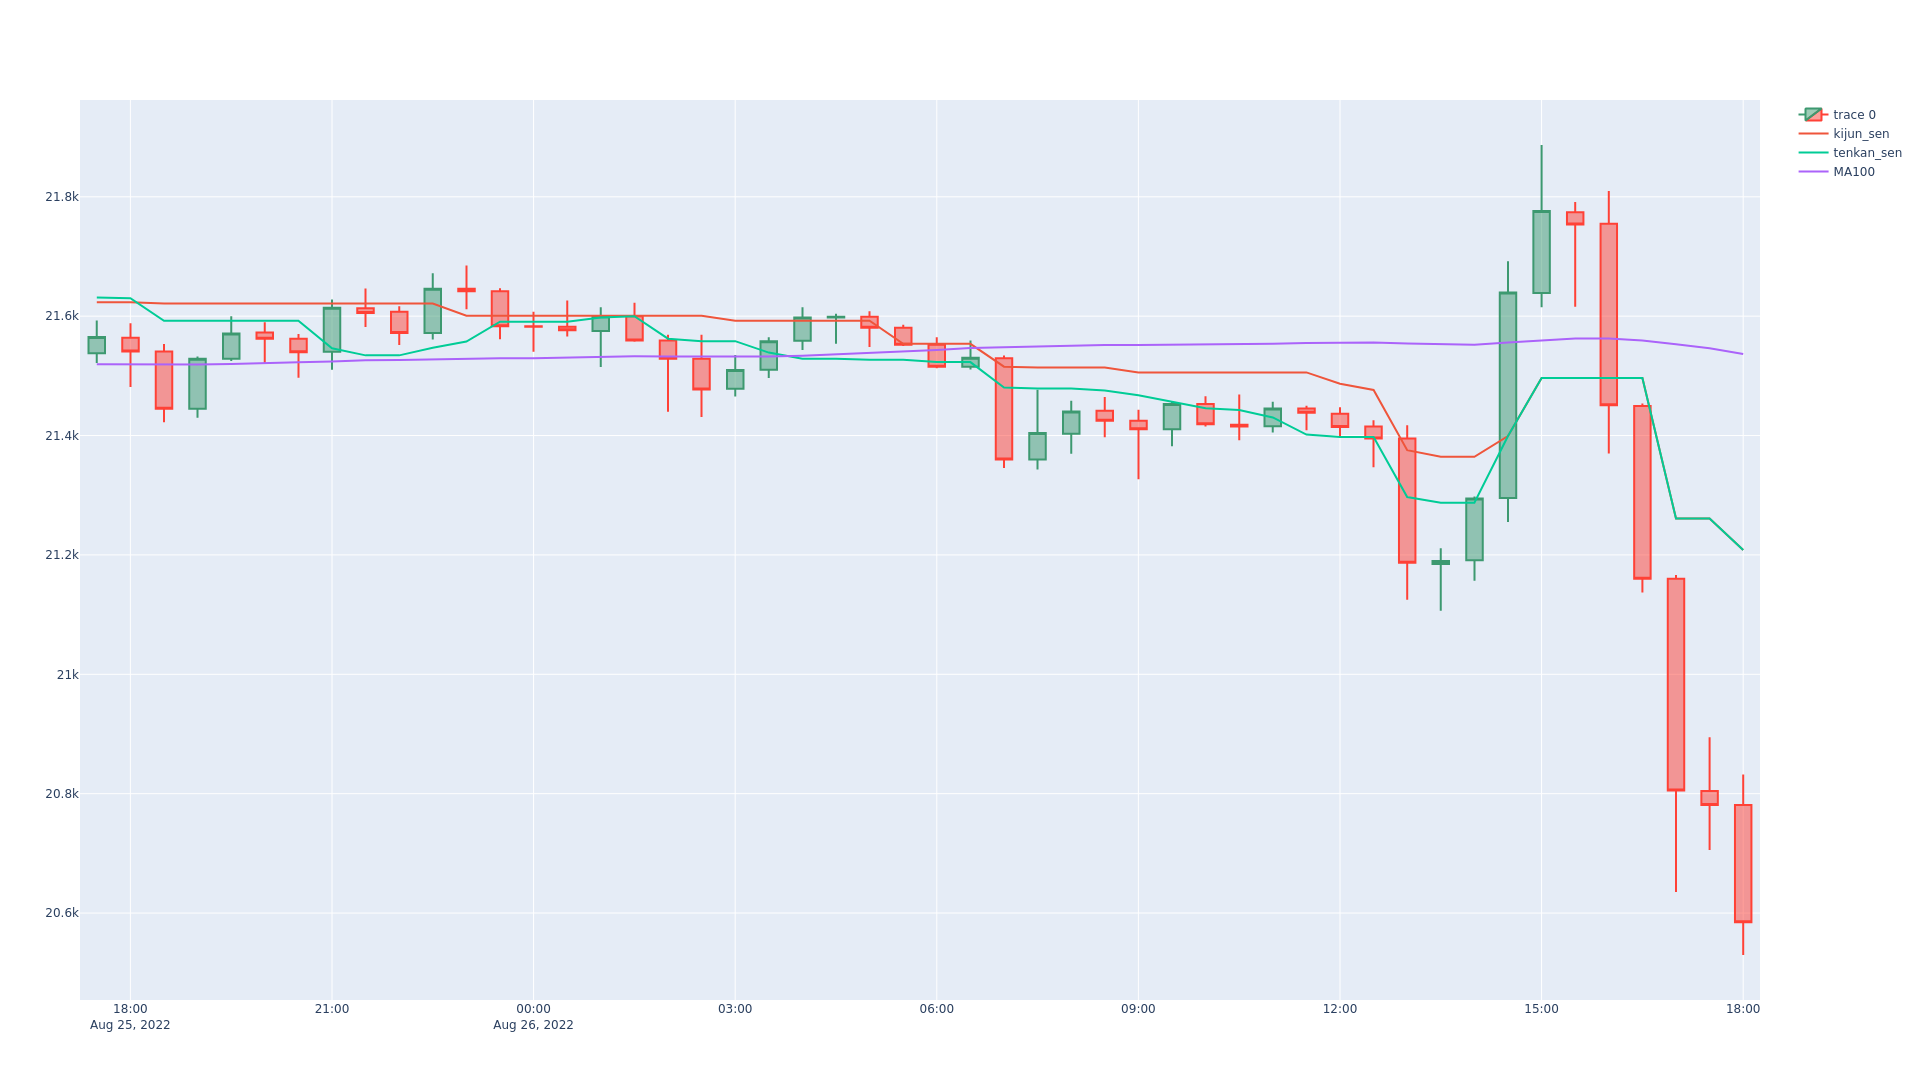 trace 0
kijun_sen
tenkan_sen
MA100
21.8k
21.6k
21.4k
21.2k
21k
20.8k
20.6k
18:00 21:00 00:00 03:00 06:00 09:00 12:00 15:00 18:00
Aug 25, 2022 Aug 26, 2022